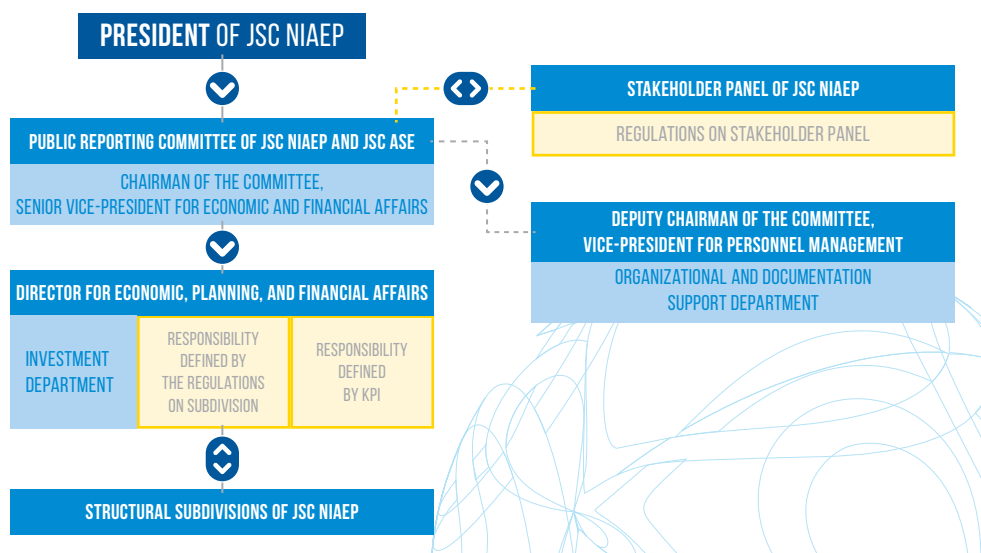 PRESIDENT OF JSC NIAEP
PUBLIC REPORTING COMMITTEE OF JSC NIAEP AND JSC ASE
CHAIRMAN OF THE COMMITTEE,
SENIOR VICE-PRESIDENT FOR ECONOMIC AND FINANCIAL AFFAIRS
STAKEHOLDER PANEL OF JSC NIAEP
REGULATIONS ON STAKEHOLDER PANEL
DEPUTY CHAIRMAN OF THE COMMITTEE,
VICE-PRESIDENT FOR PERSONNEL MANAGEMENT
ORGANIZATIONAL AND DOCUMENTATION
SUPPORT DEPARTMENT
DIRECTOR FOR ECONOMIC, PLANNING, AND FINANCIAL AFFAIRS
INVESTMENT
DEPARTMENT
RESPONSIBILITY
DEFINED BY
THE REGULATIONS
ON SUBDIVISION
RESPONSIBILITY
DEFINED
BY KPI
STRUCTURAL SUBDIVISIONS OF JSC NIAEP